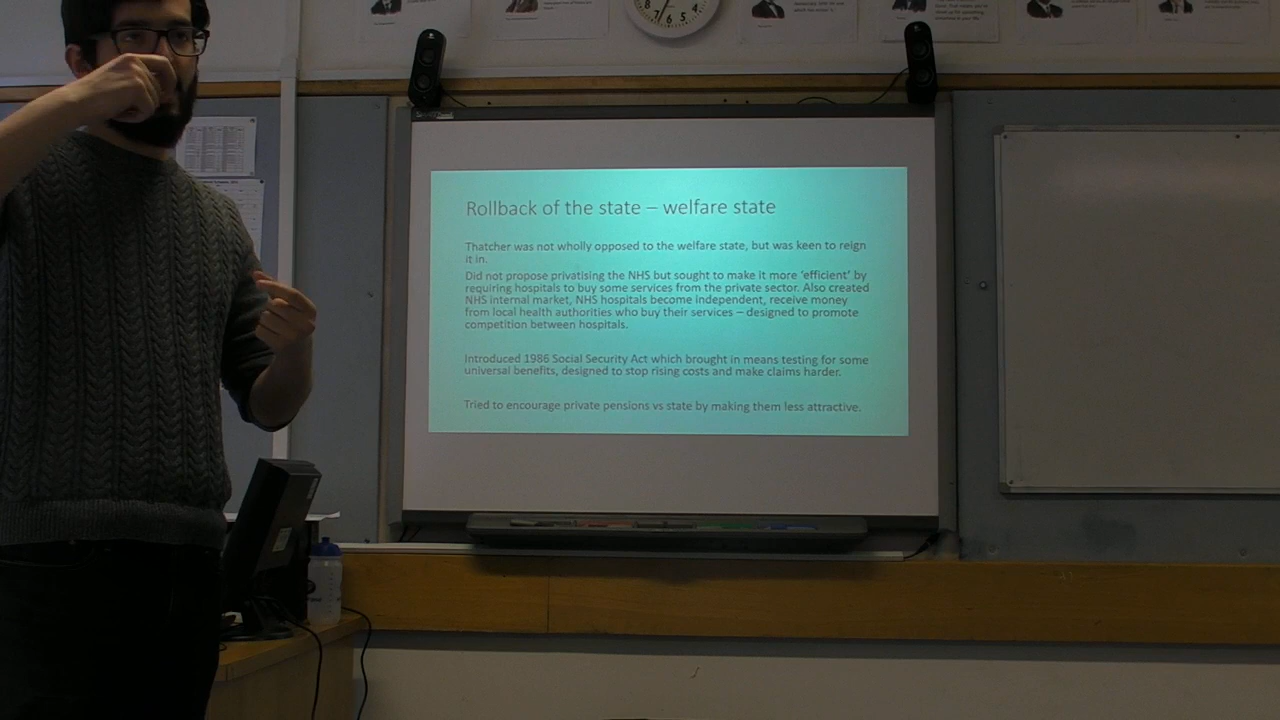 8 7 6 5 4
Rollback of the state – welfare state
Thatcher was not wholly opposed to the welfare state, but was keen to reign
it in.
Did not propose privatising the NHS but sought to make it more ‘efficient’ by
requiring hospitals to buy some services from the private sector. Also created
NHS internal market, NHS hospitals become independent, receive money
from local health authorities who buy their services – designed to promote
competition between hospitals.
Introduced 1986 Social Security Act which brought in means testing for some
universal benefits, designed to stop rising costs and make claims harder.
Tried to encourage private pensions vs state by making them less attractive.